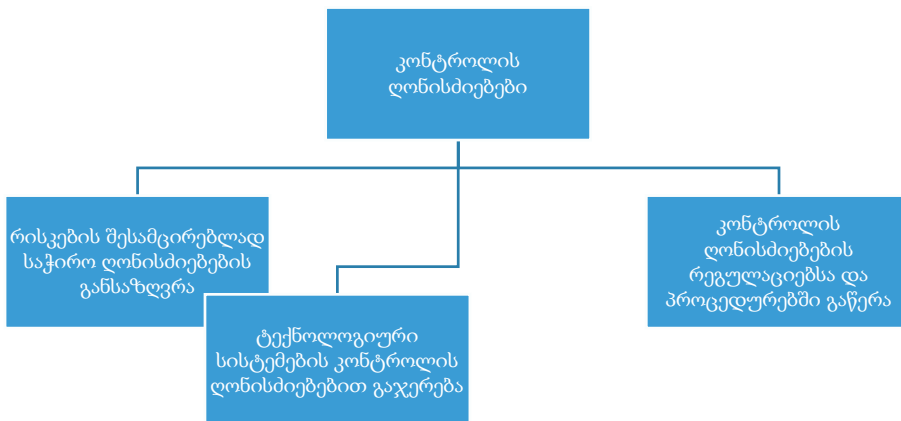 კონტროლის
ღონისძიებები
რისკების შესამცირებლად
საჭირო ღონისძიებების
განსაზღვრა
ტექნოლოგიური
სისტემების კონტროლის
ღონისძიებებით გაჯერება
კონტროლის
ღონისძიებების
რეგულაციებსა და
პროცედურებში გაწერა